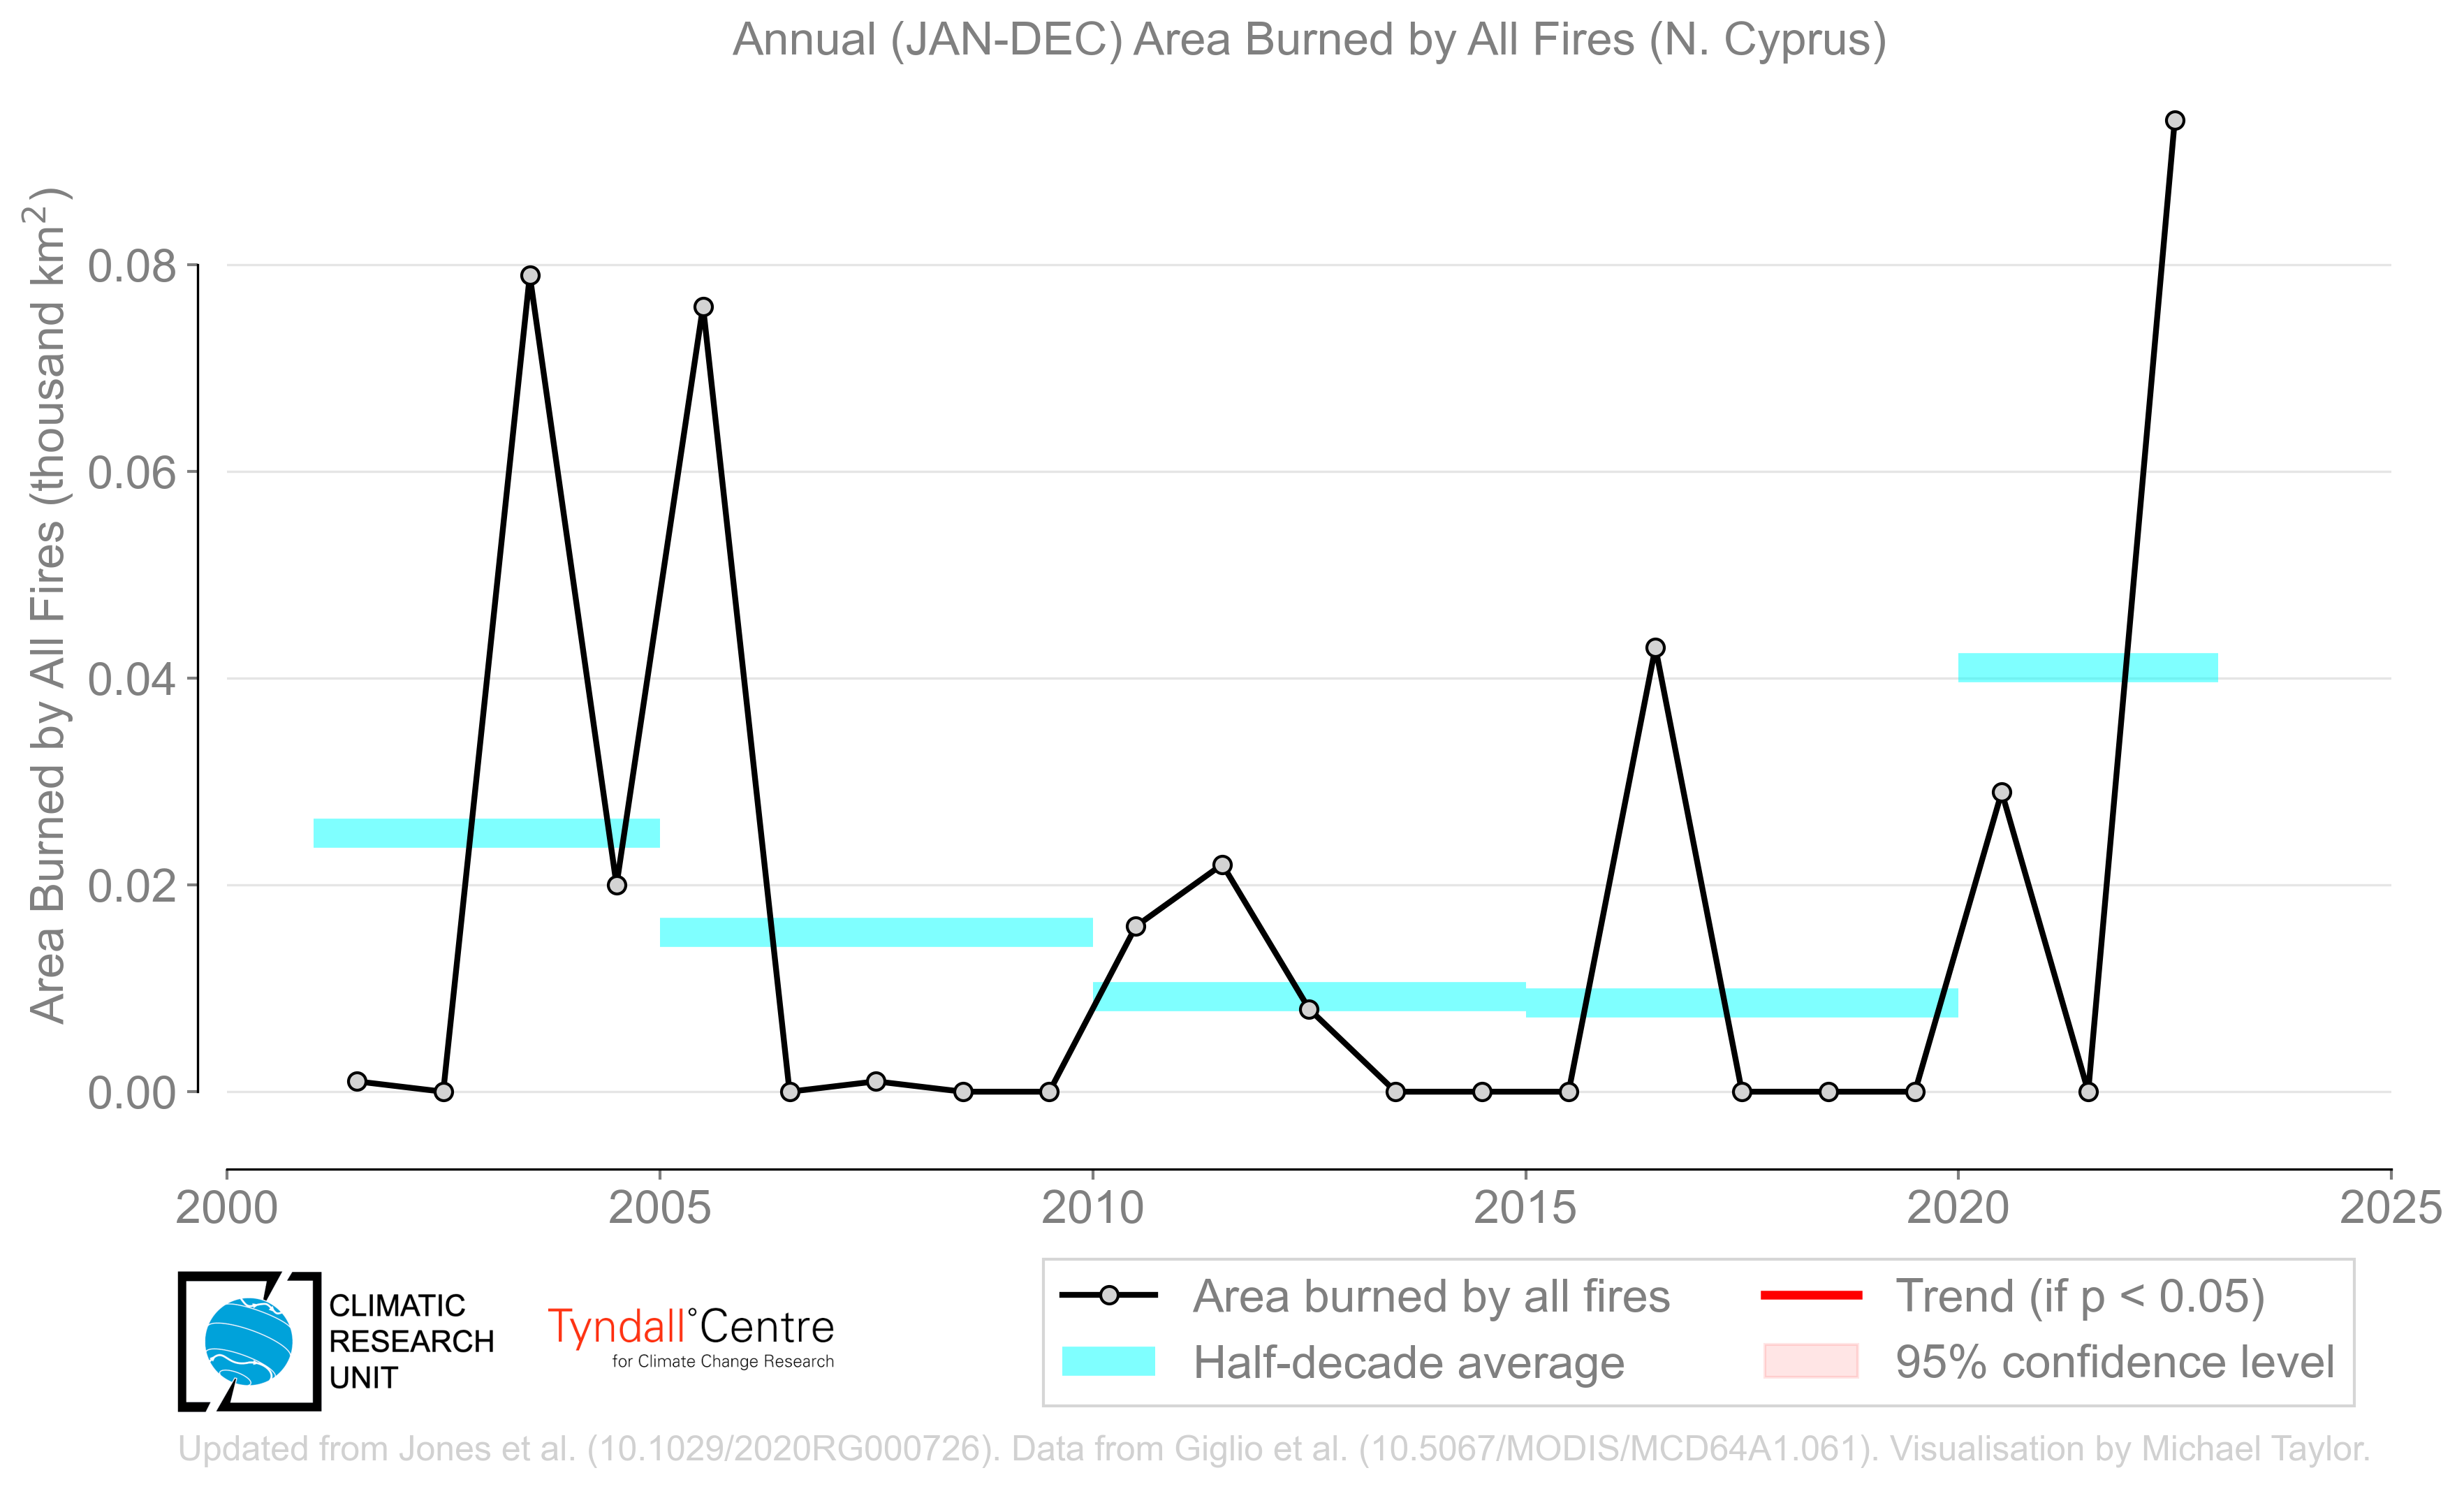 Annual (JAN-DEC) Area Burned by All Fires (N. Cyprus)
Area Burned by All Fires (thousand km²)
0.08
0.06
0.04
0.02
0.00
2000 2005 2010 2015 2020 2025
CLIMATIC
RESEARCH
UNIT
Tyndall°Centre
for Climate Change Research
Area burned by all fires
Half-decade average
Trend (if p < 0.05)
95% confidence level
Updated from Jones et al. (10.1029/2020RG000726). Data from Giglio et al. (10.5067/MODIS/MCD64A1.061). Visualisation by Michael Taylor.